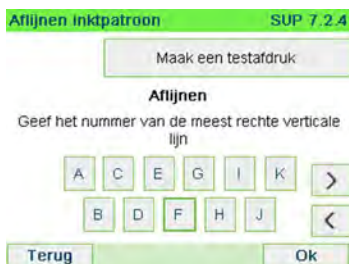 Aflijnen inktpatroon SUP 7.2.4
Maak een testafdruk
Aflijnen
Geef het nummer van de meest rechte verticale
lijn
A C E G I K >
B D F H J <
Terug Ok